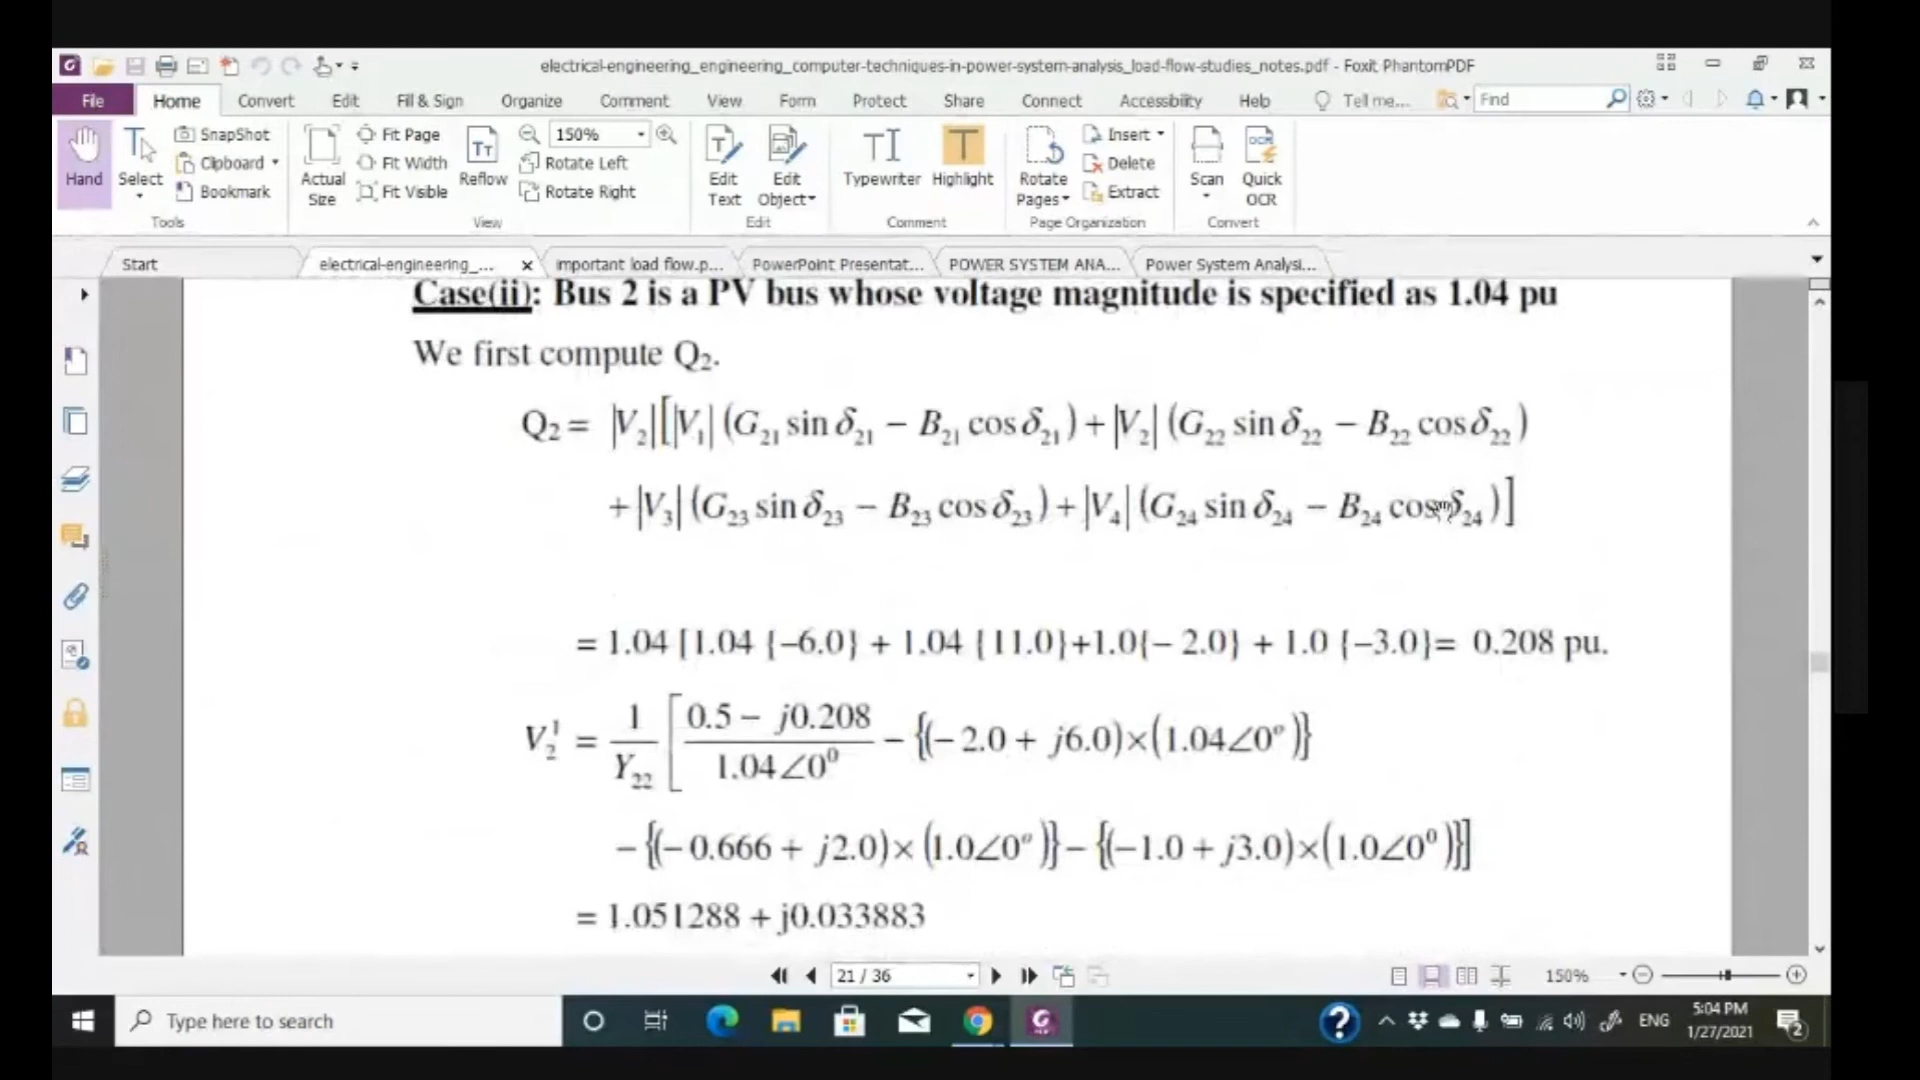 electrical-engineering_engineering_computer-techniques-in-power-system-analysis_load-flow-studies_notes.pdf - Foxit PhantomPDF
File Home Convert Edit Fill & Sign Organize Comment View Form Protect Share Connect Accessibility Help Tell me... Find
Hand
Select
SnapShot
Clipboard
Bookmark
Tools
Actual Size
Fit Page
Fit Width
Fit Visible
Reflow
150%
Rotate Left
Rotate Right
View
Edit Text
Edit Object
Edit
Typewriter
Highlight
Comment
Rotate Pages
Insert
Delete
Extract
Page Organization
Scan
Quick OCR
Convert
Start electrical-engineering_... important load flow.p... PowerPoint Presentat... POWER SYSTEM ANA... Power System Analysi...
Case(ii): Bus 2 is a PV bus whose voltage magnitude is specified as 1.04 pu
We first compute Q₂.
Q₂ = |V₂|[|V₁| (G₂₁ sin δ₂₁ − B₂₁ cos δ₂₁) + |V₂| (G₂₂ sin δ₂₂ − B₂₂ cos δ₂₂)
+ |V₃| (G₂₃ sin δ₂₃ − B₂₃ cos δ₂₃) + |V₄| (G₂₄ sin δ₂₄ − B₂₄ cos δ₂₄)]
= 1.04 [1.04 {–6.0} + 1.04 {11.0}+1.0{– 2.0} + 1.0 {–3.0}= 0.208 pu.
V₂¹ = 1/Y₂₂ [ (0.5 − j0.208)/(1.04∠0⁰) − {(− 2.0 + j6.0)×(1.04∠0°)}
− {(− 0.666 + j2.0)× (1.0∠0°)} − {(−1.0 + j3.0)×(1.0∠0⁰)}]
= 1.051288 + j0.033883
21 / 36
150%
Type here to search
ENG
5:04 PM
1/27/2021
2